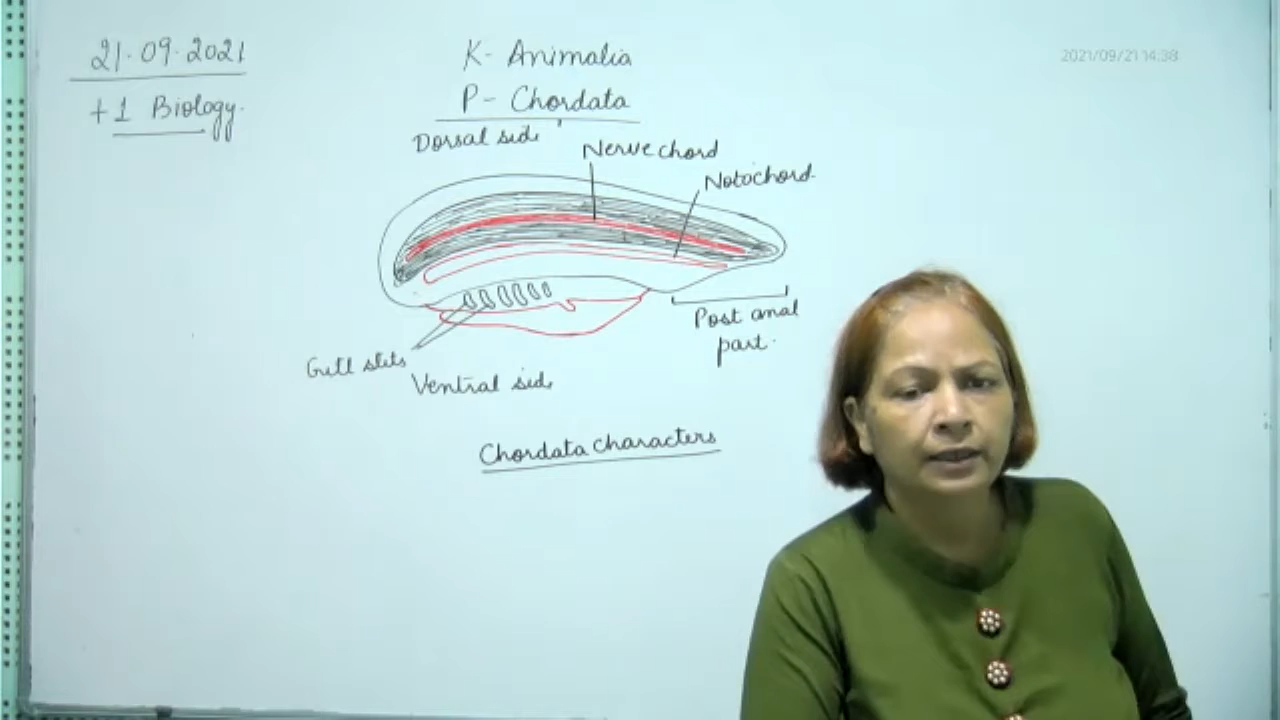 21.09.2021
+1 Biology.
K- Animalia
P- Chordata
2021/09/21 14:38
Dorsal side
Nerve chord
Notochord.
Post anal
part.
Gill slits
Ventral side
Chordata characters